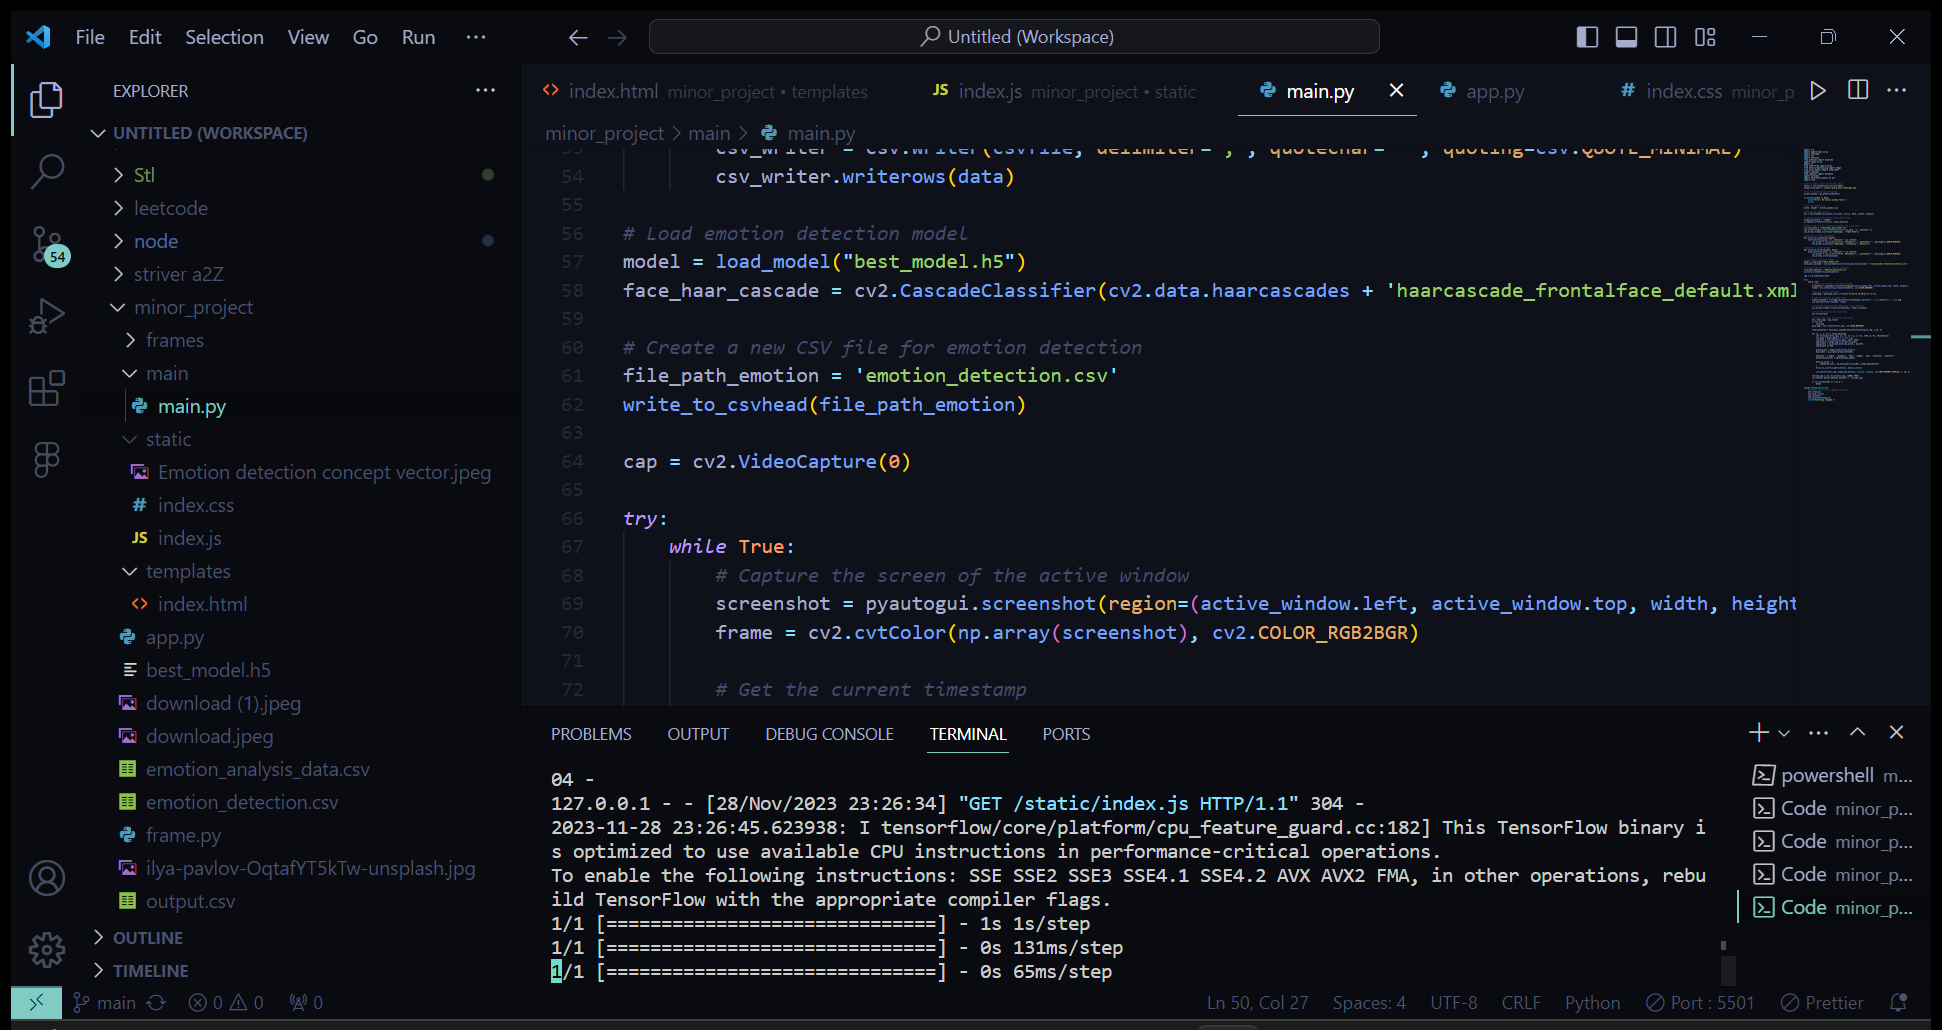 File Edit Selection View Go Run ···
Untitled (Workspace)
EXPLORER ···
UNTITLED (WORKSPACE)
Stl
leetcode
node
striver a2Z
minor_project
frames
main
main.py
static
Emotion detection concept vector.jpeg
# index.css
JS index.js
templates
<> index.html
app.py
best_model.h5
download (1).jpeg
download.jpeg
emotion_analysis_data.csv
emotion_detection.csv
frame.py
ilya-pavlov-OqtafYT5kTw-unsplash.jpg
output.csv
OUTLINE
TIMELINE
54
<> index.html minor_project • templates JS index.js minor_project • static main.py app.py # index.css minor_p
minor_project > main > main.py
53 csv_writer = csv.writer(csvfile, delimiter=',', quotechar='"', quoting=csv.QUOTE_MINIMAL)
54 csv_writer.writerows(data)
55
56 # Load emotion detection model
57 model = load_model("best_model.h5")
58 face_haar_cascade = cv2.CascadeClassifier(cv2.data.haarcascades + 'haarcascade_frontalface_default.xml
59
60 # Create a new CSV file for emotion detection
61 file_path_emotion = 'emotion_detection.csv'
62 write_to_csvhead(file_path_emotion)
63
64 cap = cv2.VideoCapture(0)
65
66 try:
67 while True:
68 # Capture the screen of the active window
69 screenshot = pyautogui.screenshot(region=(active_window.left, active_window.top, width, height
70 frame = cv2.cvtColor(np.array(screenshot), cv2.COLOR_RGB2BGR)
71
72 # Get the current timestamp
PROBLEMS OUTPUT DEBUG CONSOLE TERMINAL PORTS
04 -
127.0.0.1 - - [28/Nov/2023 23:26:34] "GET /static/index.js HTTP/1.1" 304 -
2023-11-28 23:26:45.623938: I tensorflow/core/platform/cpu_feature_guard.cc:182] This TensorFlow binary i
s optimized to use available CPU instructions in performance-critical operations.
To enable the following instructions: SSE SSE2 SSE3 SSE4.1 SSE4.2 AVX AVX2 FMA, in other operations, rebu
ild TensorFlow with the appropriate compiler flags.
1/1 [==============================] - 1s 1s/step
1/1 [==============================] - 0s 131ms/step
1/1 [==============================] - 0s 65ms/step
powershell m...
Code minor_p...
Code minor_p...
Code minor_p...
Code minor_p...
main 0 0 0 Ln 50, Col 27 Spaces: 4 UTF-8 CRLF Python Port : 5501 Prettier